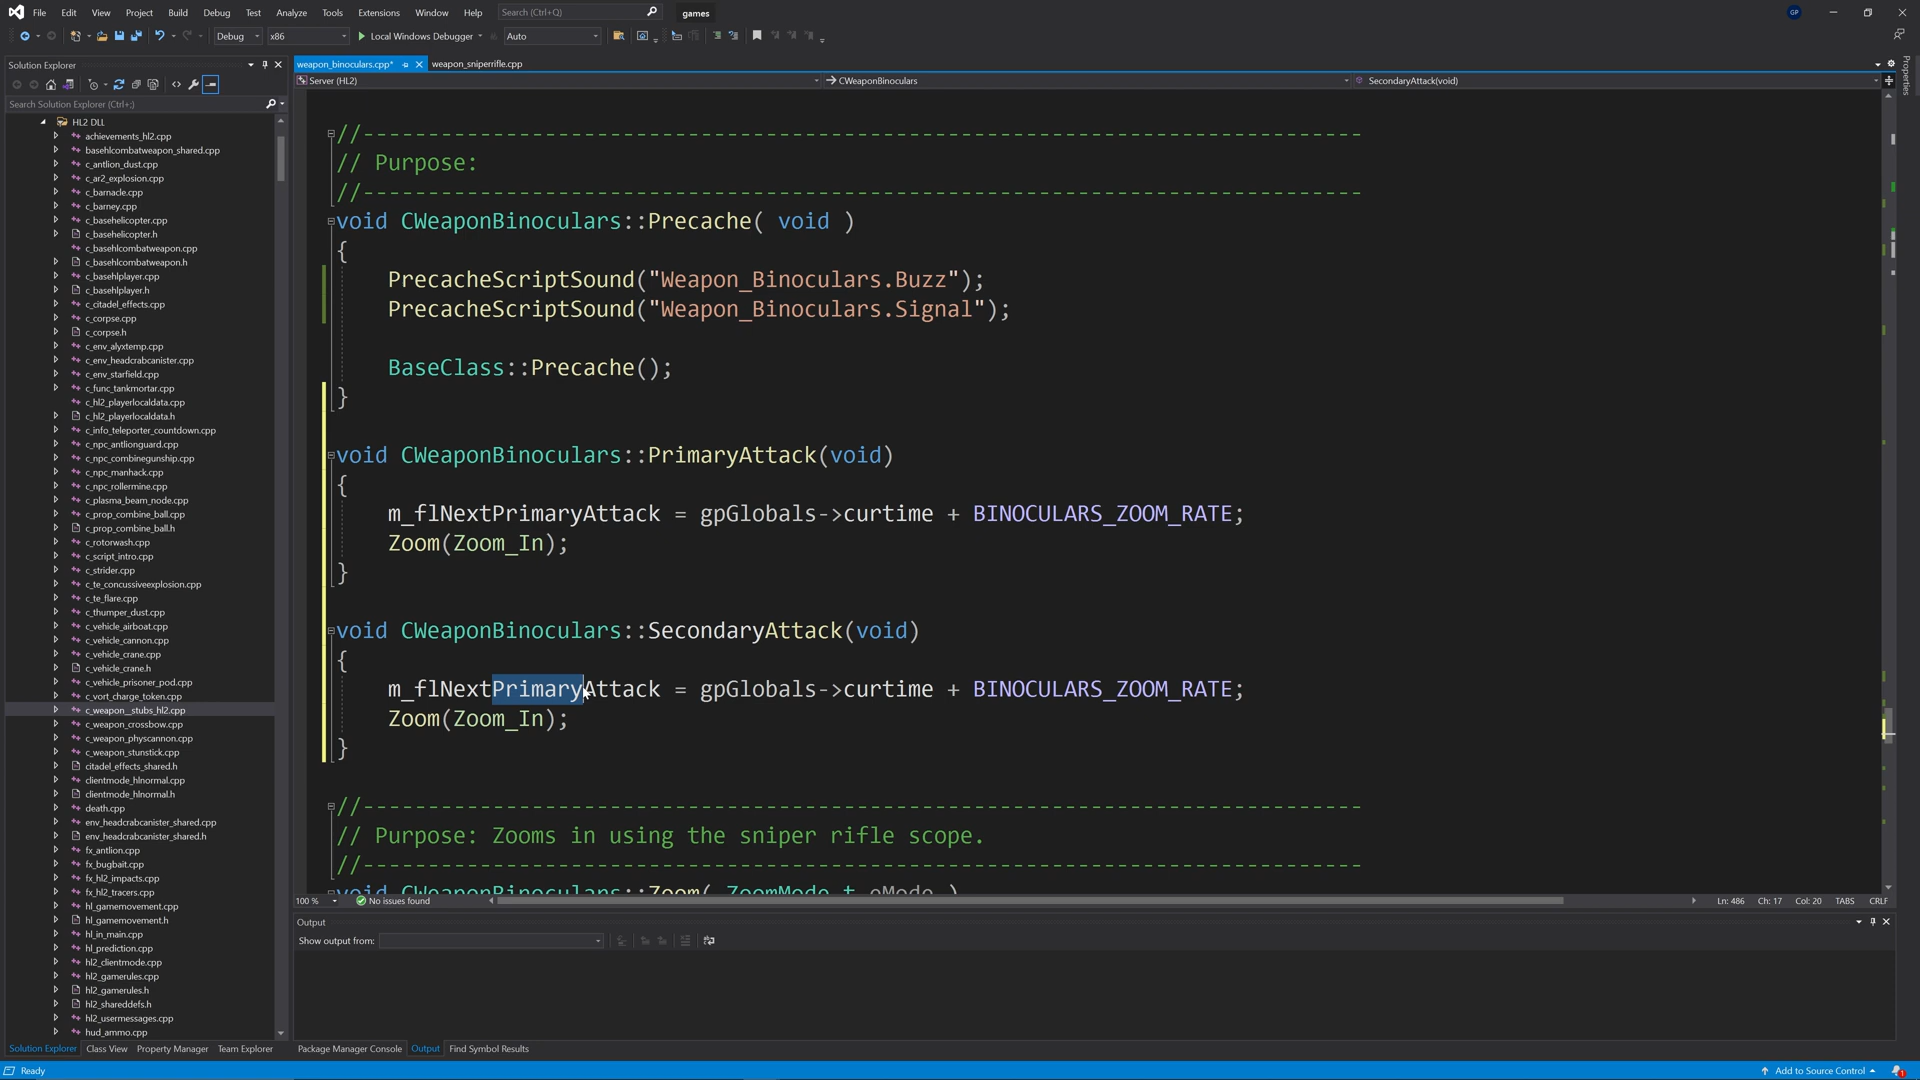 File Edit View Project Build Debug Test Analyze Tools Extensions Window Help Search (Ctrl+Q) games GP
Debug x86 Local Windows Debugger Auto
Solution Explorer
weapon_binoculars.cpp* weapon_sniperrifle.cpp
Server (HL2) CWeaponBinoculars SecondaryAttack(void)
Properties
Search Solution Explorer (Ctrl+;)
HL2 DLL
achievements_hl2.cpp
basehlcombatweapon_shared.cpp
c_antlion_dust.cpp
c_ar2_explosion.cpp
c_barnacle.cpp
c_barney.cpp
c_basehelicopter.cpp
c_basehelicopter.h
c_basehlcombatweapon.cpp
c_basehlcombatweapon.h
c_basehlplayer.cpp
c_basehlplayer.h
c_citadel_effects.cpp
c_corpse.cpp
c_corpse.h
c_env_alyxtemp.cpp
c_env_headcrabcanister.cpp
c_env_starfield.cpp
c_func_tankmortar.cpp
c_hl2_playerlocaldata.cpp
c_hl2_playerlocaldata.h
c_info_teleporter_countdown.cpp
c_npc_antlionguard.cpp
c_npc_combinegunship.cpp
c_npc_manhack.cpp
c_npc_rollermine.cpp
c_plasma_beam_node.cpp
c_prop_combine_ball.cpp
c_prop_combine_ball.h
c_rotorwash.cpp
c_script_intro.cpp
c_strider.cpp
c_te_concussiveexplosion.cpp
c_te_flare.cpp
c_thumper_dust.cpp
c_vehicle_airboat.cpp
c_vehicle_cannon.cpp
c_vehicle_crane.cpp
c_vehicle_crane.h
c_vehicle_prisoner_pod.cpp
c_vort_charge_token.cpp
c_weapon__stubs_hl2.cpp
c_weapon_crossbow.cpp
c_weapon_physcannon.cpp
c_weapon_stunstick.cpp
citadel_effects_shared.h
clientmode_hlnormal.cpp
clientmode_hlnormal.h
death.cpp
env_headcrabcanister_shared.cpp
env_headcrabcanister_shared.h
fx_antlion.cpp
fx_bugbait.cpp
fx_hl2_impacts.cpp
fx_hl2_tracers.cpp
hl_gamemovement.cpp
hl_gamemovement.h
hl_in_main.cpp
hl_prediction.cpp
hl2_clientmode.cpp
hl2_gamerules.cpp
hl2_gamerules.h
hl2_shareddefs.h
hl2_usermessages.cpp
hud_ammo.cpp
Solution Explorer Class View Property Manager Team Explorer
//-----------------------------------------------------------------------------
// Purpose:
//-----------------------------------------------------------------------------
void CWeaponBinoculars::Precache( void )
{
PrecacheScriptSound("Weapon_Binoculars.Buzz");
PrecacheScriptSound("Weapon_Binoculars.Signal");
BaseClass::Precache();
}
void CWeaponBinoculars::PrimaryAttack(void)
{
m_flNextPrimaryAttack = gpGlobals->curtime + BINOCULARS_ZOOM_RATE;
Zoom(Zoom_In);
}
void CWeaponBinoculars::SecondaryAttack(void)
{
m_flNextPrimaryAttack = gpGlobals->curtime + BINOCULARS_ZOOM_RATE;
Zoom(Zoom_In);
}
//-----------------------------------------------------------------------------
// Purpose: Zooms in using the sniper rifle scope.
//-----------------------------------------------------------------------------
void CWeaponBinoculars::Zoom( ZoomMode_t eMode )
100 % No issues found Ln: 486 Ch: 17 Col: 20 TABS CRLF
Output
Show output from:
Package Manager Console Output Find Symbol Results
Ready Add to Source Control 1